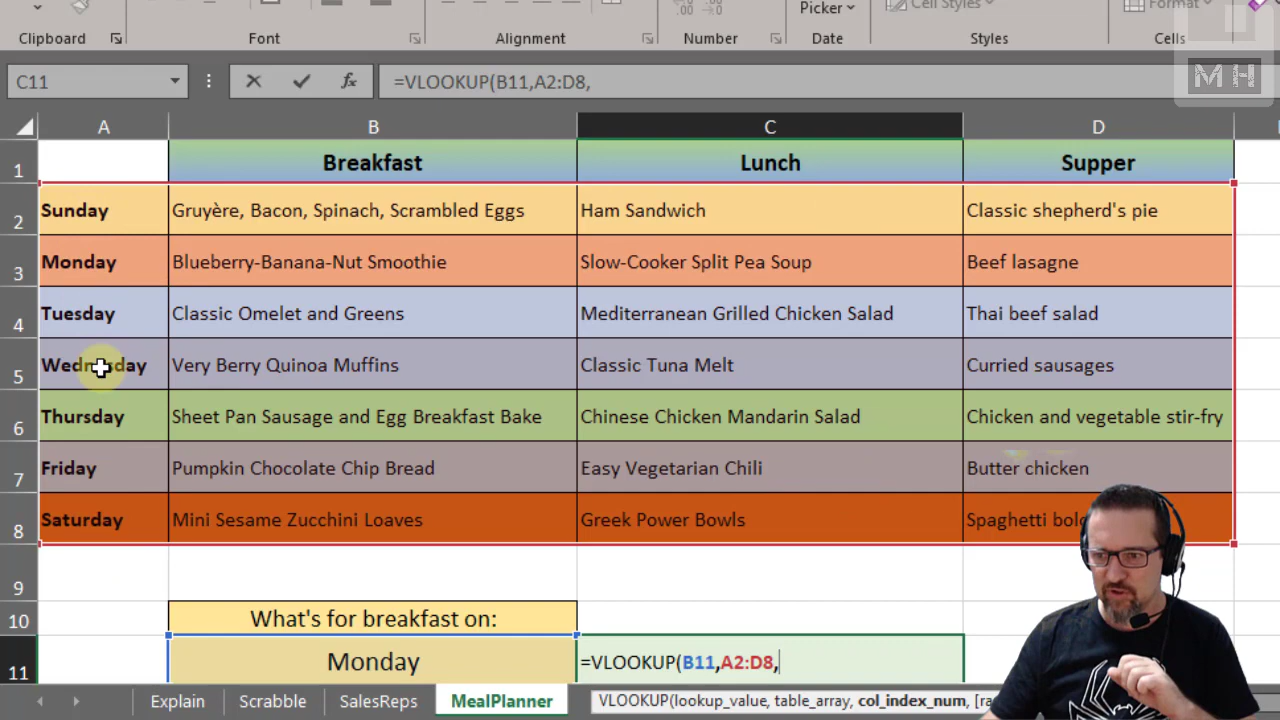 Picker
Cell Styles
Format
Clipboard
Font
Alignment
Number
Date
Styles
Cells
MH
C11
fx
=VLOOKUP(B11,A2:D8,
A B C D
1 Breakfast Lunch Supper
2 Sunday Gruyère, Bacon, Spinach, Scrambled Eggs Ham Sandwich Classic shepherd's pie
3 Monday Blueberry-Banana-Nut Smoothie Slow-Cooker Split Pea Soup Beef lasagne
4 Tuesday Classic Omelet and Greens Mediterranean Grilled Chicken Salad Thai beef salad
5 Wednesday Very Berry Quinoa Muffins Classic Tuna Melt Curried sausages
6 Thursday Sheet Pan Sausage and Egg Breakfast Bake Chinese Chicken Mandarin Salad Chicken and vegetable stir-fry
7 Friday Pumpkin Chocolate Chip Bread Easy Vegetarian Chili Butter chicken
8 Saturday Mini Sesame Zucchini Loaves Greek Power Bowls Spaghetti bol
9
10 What's for breakfast on:
11 Monday =VLOOKUP(B11,A2:D8,
Explain Scrabble SalesReps MealPlanner VLOOKUP(lookup_value, table_array, col_index_num, [ra